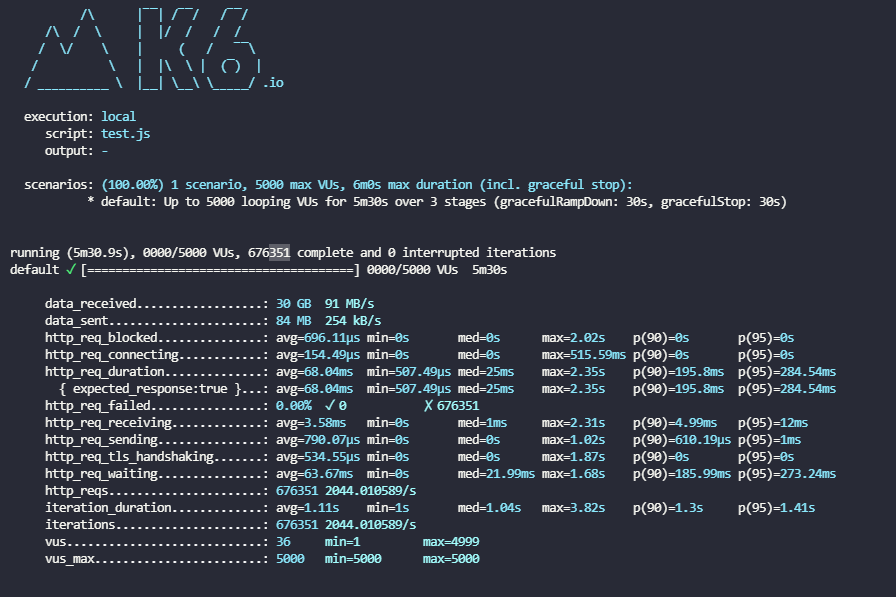 .io
execution: local
script: test.js
output: -
scenarios: (100.00%) 1 scenario, 5000 max VUs, 6m0s max duration (incl. graceful stop):
* default: Up to 5000 looping VUs for 5m30s over 3 stages (gracefulRampDown: 30s, gracefulStop: 30s)
running (5m30.9s), 0000/5000 VUs, 676351 complete and 0 interrupted iterations
default ✓ [======================================] 0000/5000 VUs  5m30s
data_received..................: 30 GB  91 MB/s
data_sent......................: 84 MB  254 kB/s
http_req_blocked...............: avg=696.11µs min=0s       med=0s      max=2.02s    p(90)=0s       p(95)=0s
http_req_connecting............: avg=154.49µs min=0s       med=0s      max=515.59ms p(90)=0s       p(95)=0s
http_req_duration..............: avg=68.04ms  min=507.49µs med=25ms    max=2.35s    p(90)=195.8ms  p(95)=284.54ms
{ expected_response:true }...: avg=68.04ms  min=507.49µs med=25ms    max=2.35s    p(90)=195.8ms  p(95)=284.54ms
http_req_failed................: 0.00%  ✓ 0           ✗ 676351
http_req_receiving.............: avg=3.58ms   min=0s       med=1ms     max=2.31s    p(90)=4.99ms   p(95)=12ms
http_req_sending...............: avg=790.07µs min=0s       med=0s      max=1.02s    p(90)=610.19µs p(95)=1ms
http_req_tls_handshaking.......: avg=534.55µs min=0s       med=0s      max=1.87s    p(90)=0s       p(95)=0s
http_req_waiting...............: avg=63.67ms  min=0s       med=21.99ms max=1.68s    p(90)=185.99ms p(95)=273.24ms
http_reqs......................: 676351 2044.010589/s
iteration_duration.............: avg=1.11s    min=1s       med=1.04s   max=3.82s    p(90)=1.3s     p(95)=1.41s
iterations.....................: 676351 2044.010589/s
vus............................: 36     min=1         max=4999
vus_max........................: 5000   min=5000      max=5000